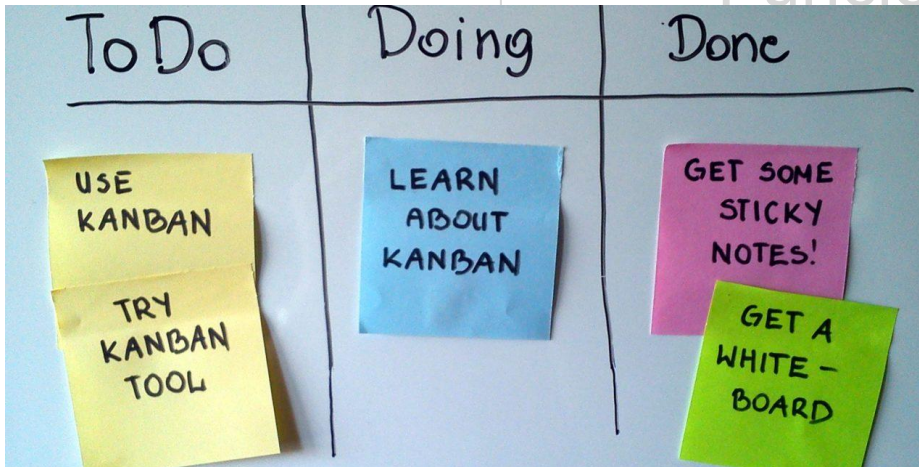 To Do
Doing
Done
USE
KANBAN
TRY
KANBAN
TOOL
LEARN
ABOUT
KANBAN
GET SOME
STICKY
NOTES!
GET A
WHITE-
BOARD